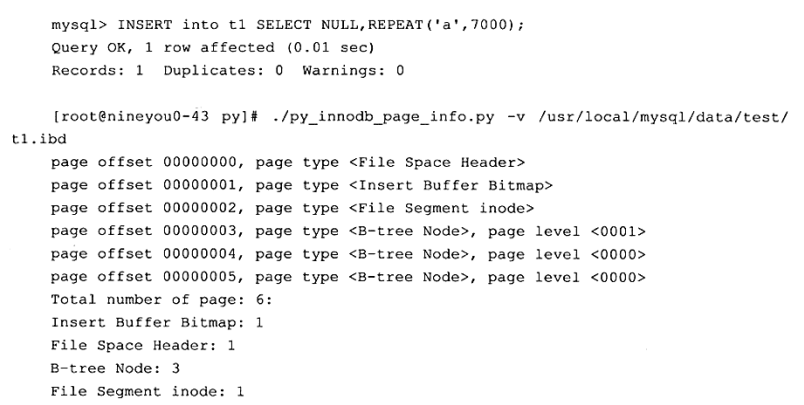 mysql> INSERT into t1 SELECT NULL,REPEAT('a',7000);
Query OK, 1 row affected (0.01 sec)
Records: 1  Duplicates: 0  Warnings: 0
[root@nineyou0-43 py]# ./py_innodb_page_info.py -v /usr/local/mysql/data/test/
t1.ibd
page offset 00000000, page type <File Space Header>
page offset 00000001, page type <Insert Buffer Bitmap>
page offset 00000002, page type <File Segment inode>
page offset 00000003, page type <B-tree Node>, page level <0001>
page offset 00000004, page type <B-tree Node>, page level <0000>
page offset 00000005, page type <B-tree Node>, page level <0000>
Total number of page: 6:
Insert Buffer Bitmap: 1
File Space Header: 1
B-tree Node: 3
File Segment inode: 1